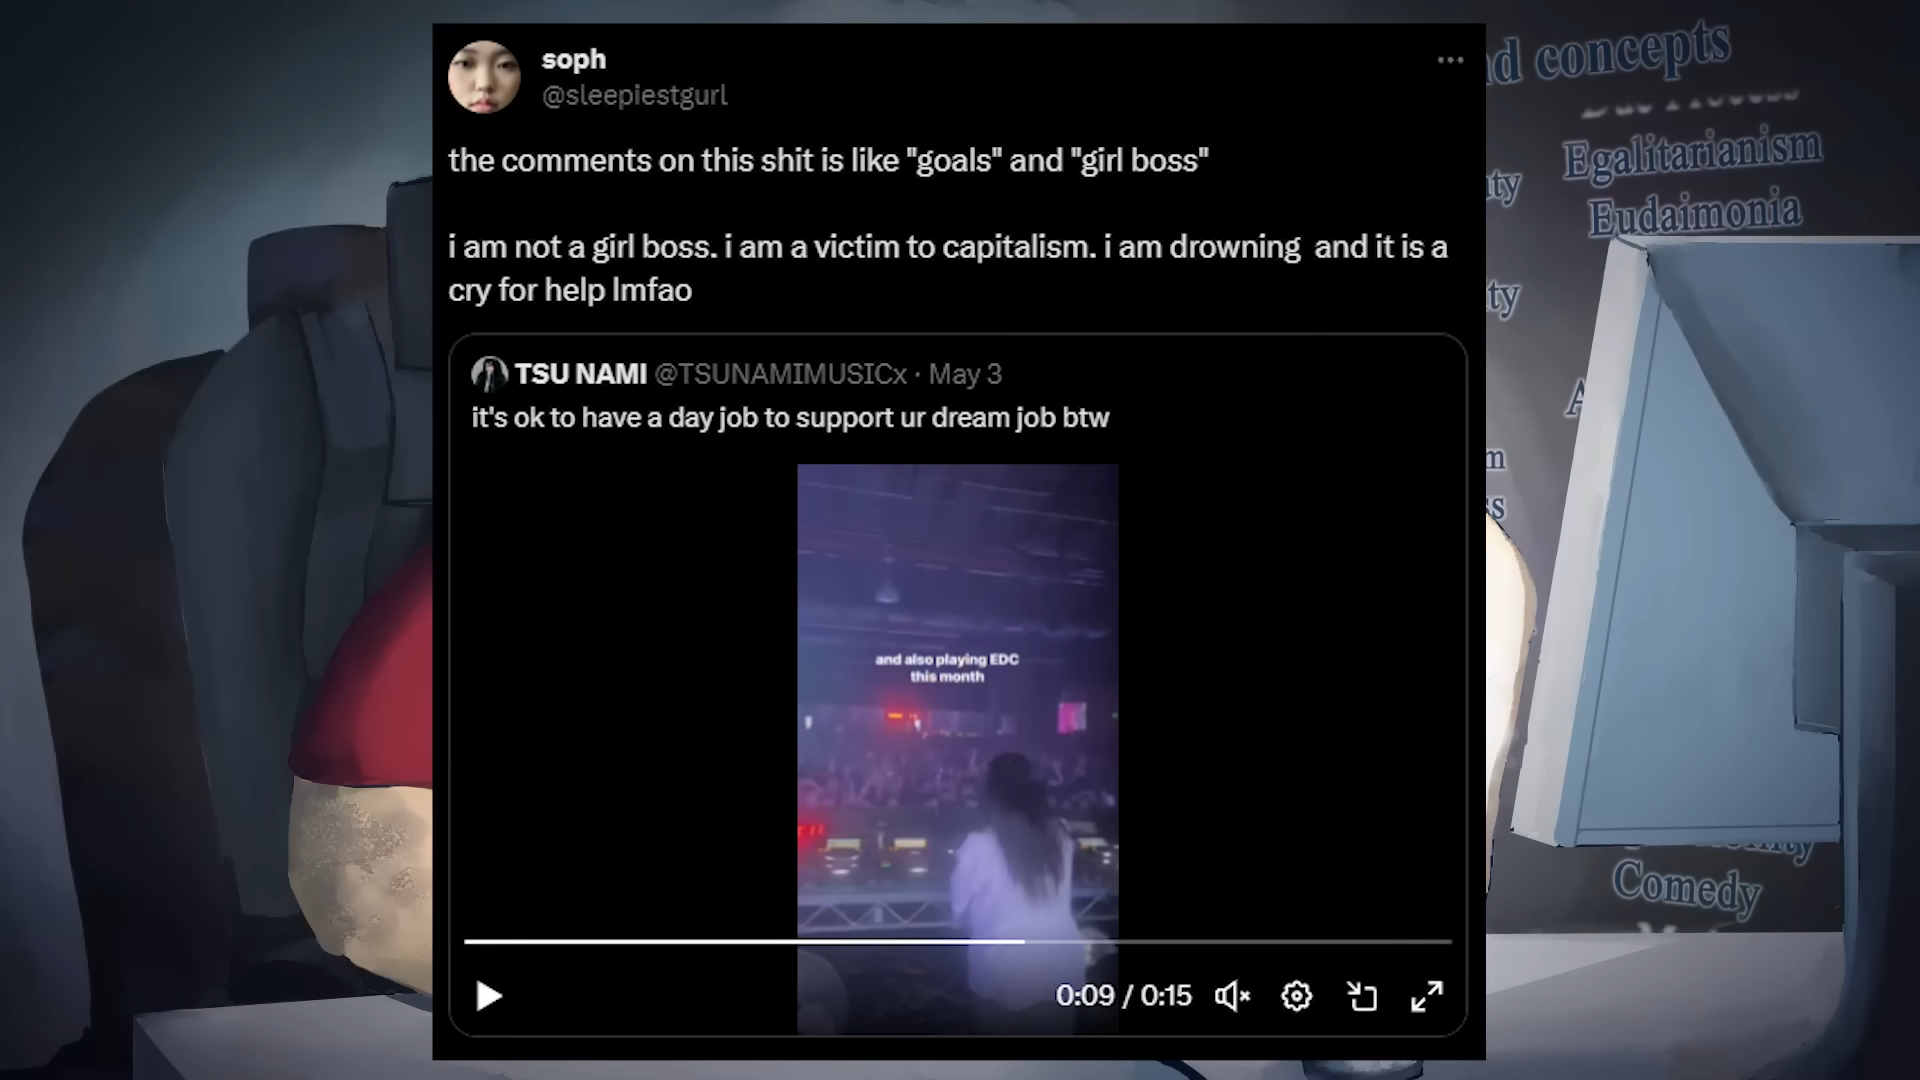 soph
@sleepiestgurl
the comments on this shit is like "goals" and "girl boss"
i am not a girl boss. i am a victim to capitalism. i am drowning  and it is a
cry for help lmfao
TSU NAMI @TSUNAMIMUSICx · May 3
it's ok to have a day job to support ur dream job btw
and also playing EDC
this month
0:09 / 0:15
concepts
Egalitarianism
Eudaimonia
Comedy